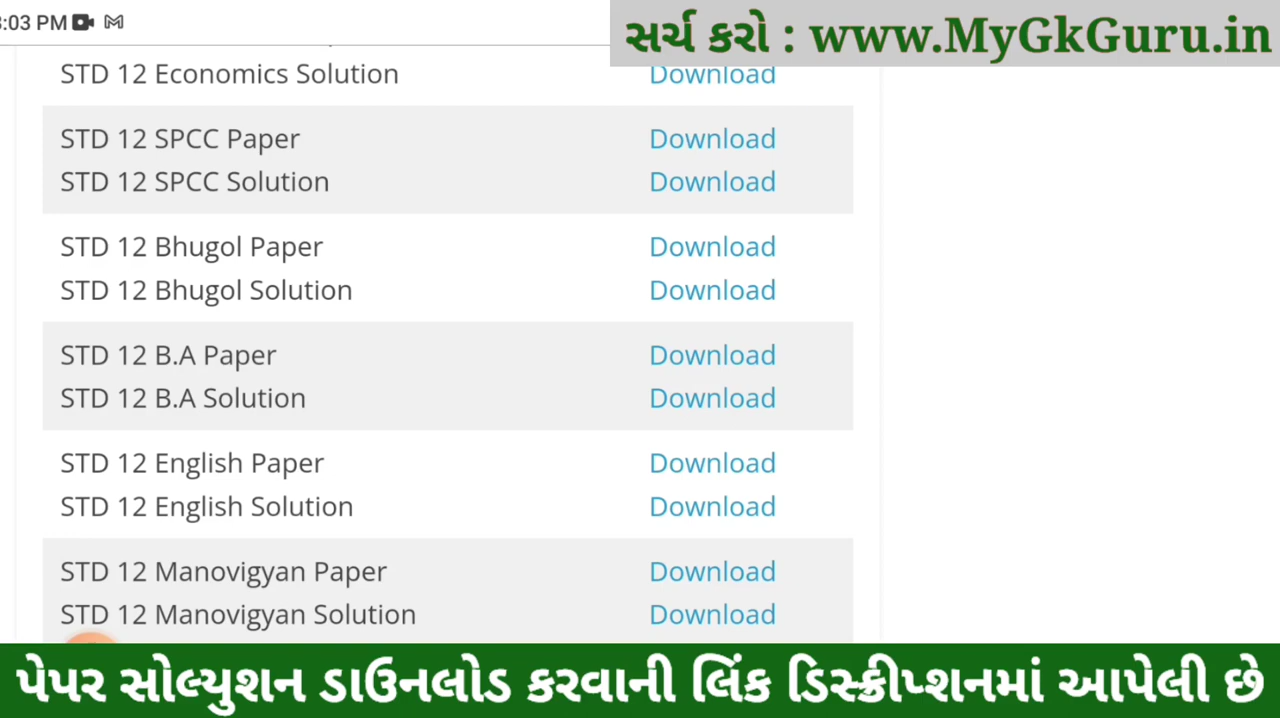 :03 PM
સર્ચ કરો : www.MyGkGuru.in
STD 12 Economics Solution Download
STD 12 SPCC Paper Download
STD 12 SPCC Solution Download
STD 12 Bhugol Paper Download
STD 12 Bhugol Solution Download
STD 12 B.A Paper Download
STD 12 B.A Solution Download
STD 12 English Paper Download
STD 12 English Solution Download
STD 12 Manovigyan Paper Download
STD 12 Manovigyan Solution Download
પેપર સોલ્યુશન ડાઉનલોડ કરવાની લિંક ડિસ્ક્રીપ્શનમાં આપેલી છે